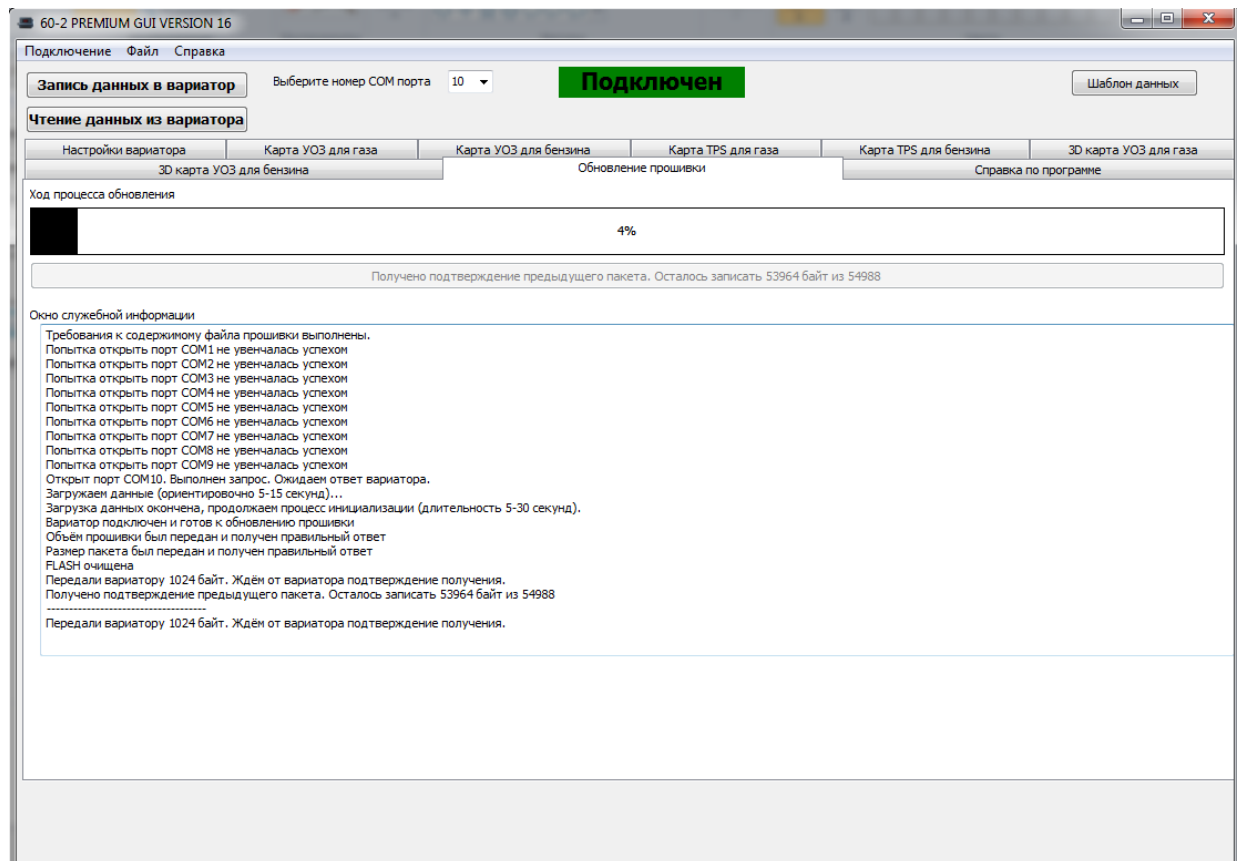 60-2 PREMIUM GUI VERSION 16
Подключение Файл Справка
Запись данных в вариатор Выберите номер COM порта 10 Подключен Шаблон данных
Чтение данных из вариатора
Настройки вариатора Карта УОЗ для газа Карта УОЗ для бензина Карта TPS для газа Карта TPS для бензина 3D карта УОЗ для газа
3D карта УОЗ для бензина Обновление прошивки Справка по программе
Ход процесса обновления
4%
Получено подтверждение предыдущего пакета. Осталось записать 53964 байт из 54988
Окно служебной информации
Требования к содержимому файла прошивки выполнены.
Попытка открыть порт COM1 не увенчалась успехом
Попытка открыть порт COM2 не увенчалась успехом
Попытка открыть порт COM3 не увенчалась успехом
Попытка открыть порт COM4 не увенчалась успехом
Попытка открыть порт COM5 не увенчалась успехом
Попытка открыть порт COM6 не увенчалась успехом
Попытка открыть порт COM7 не увенчалась успехом
Попытка открыть порт COM8 не увенчалась успехом
Попытка открыть порт COM9 не увенчалась успехом
Открыт порт COM10. Выполнен запрос. Ожидаем ответ вариатора.
Загружаем данные (ориентировочно 5-15 секунд)...
Загрузка данных окончена, продолжаем процесс инициализации (длительность 5-30 секунд).
Вариатор подключен и готов к обновлению прошивки
Объём прошивки был передан и получен правильный ответ
Размер пакета был передан и получен правильный ответ
FLASH очищена
Передали вариатору 1024 байт. Ждём от вариатора подтверждение получения.
Получено подтверждение предыдущего пакета. Осталось записать 53964 байт из 54988
------------------------------------
Передали вариатору 1024 байт. Ждём от вариатора подтверждение получения.